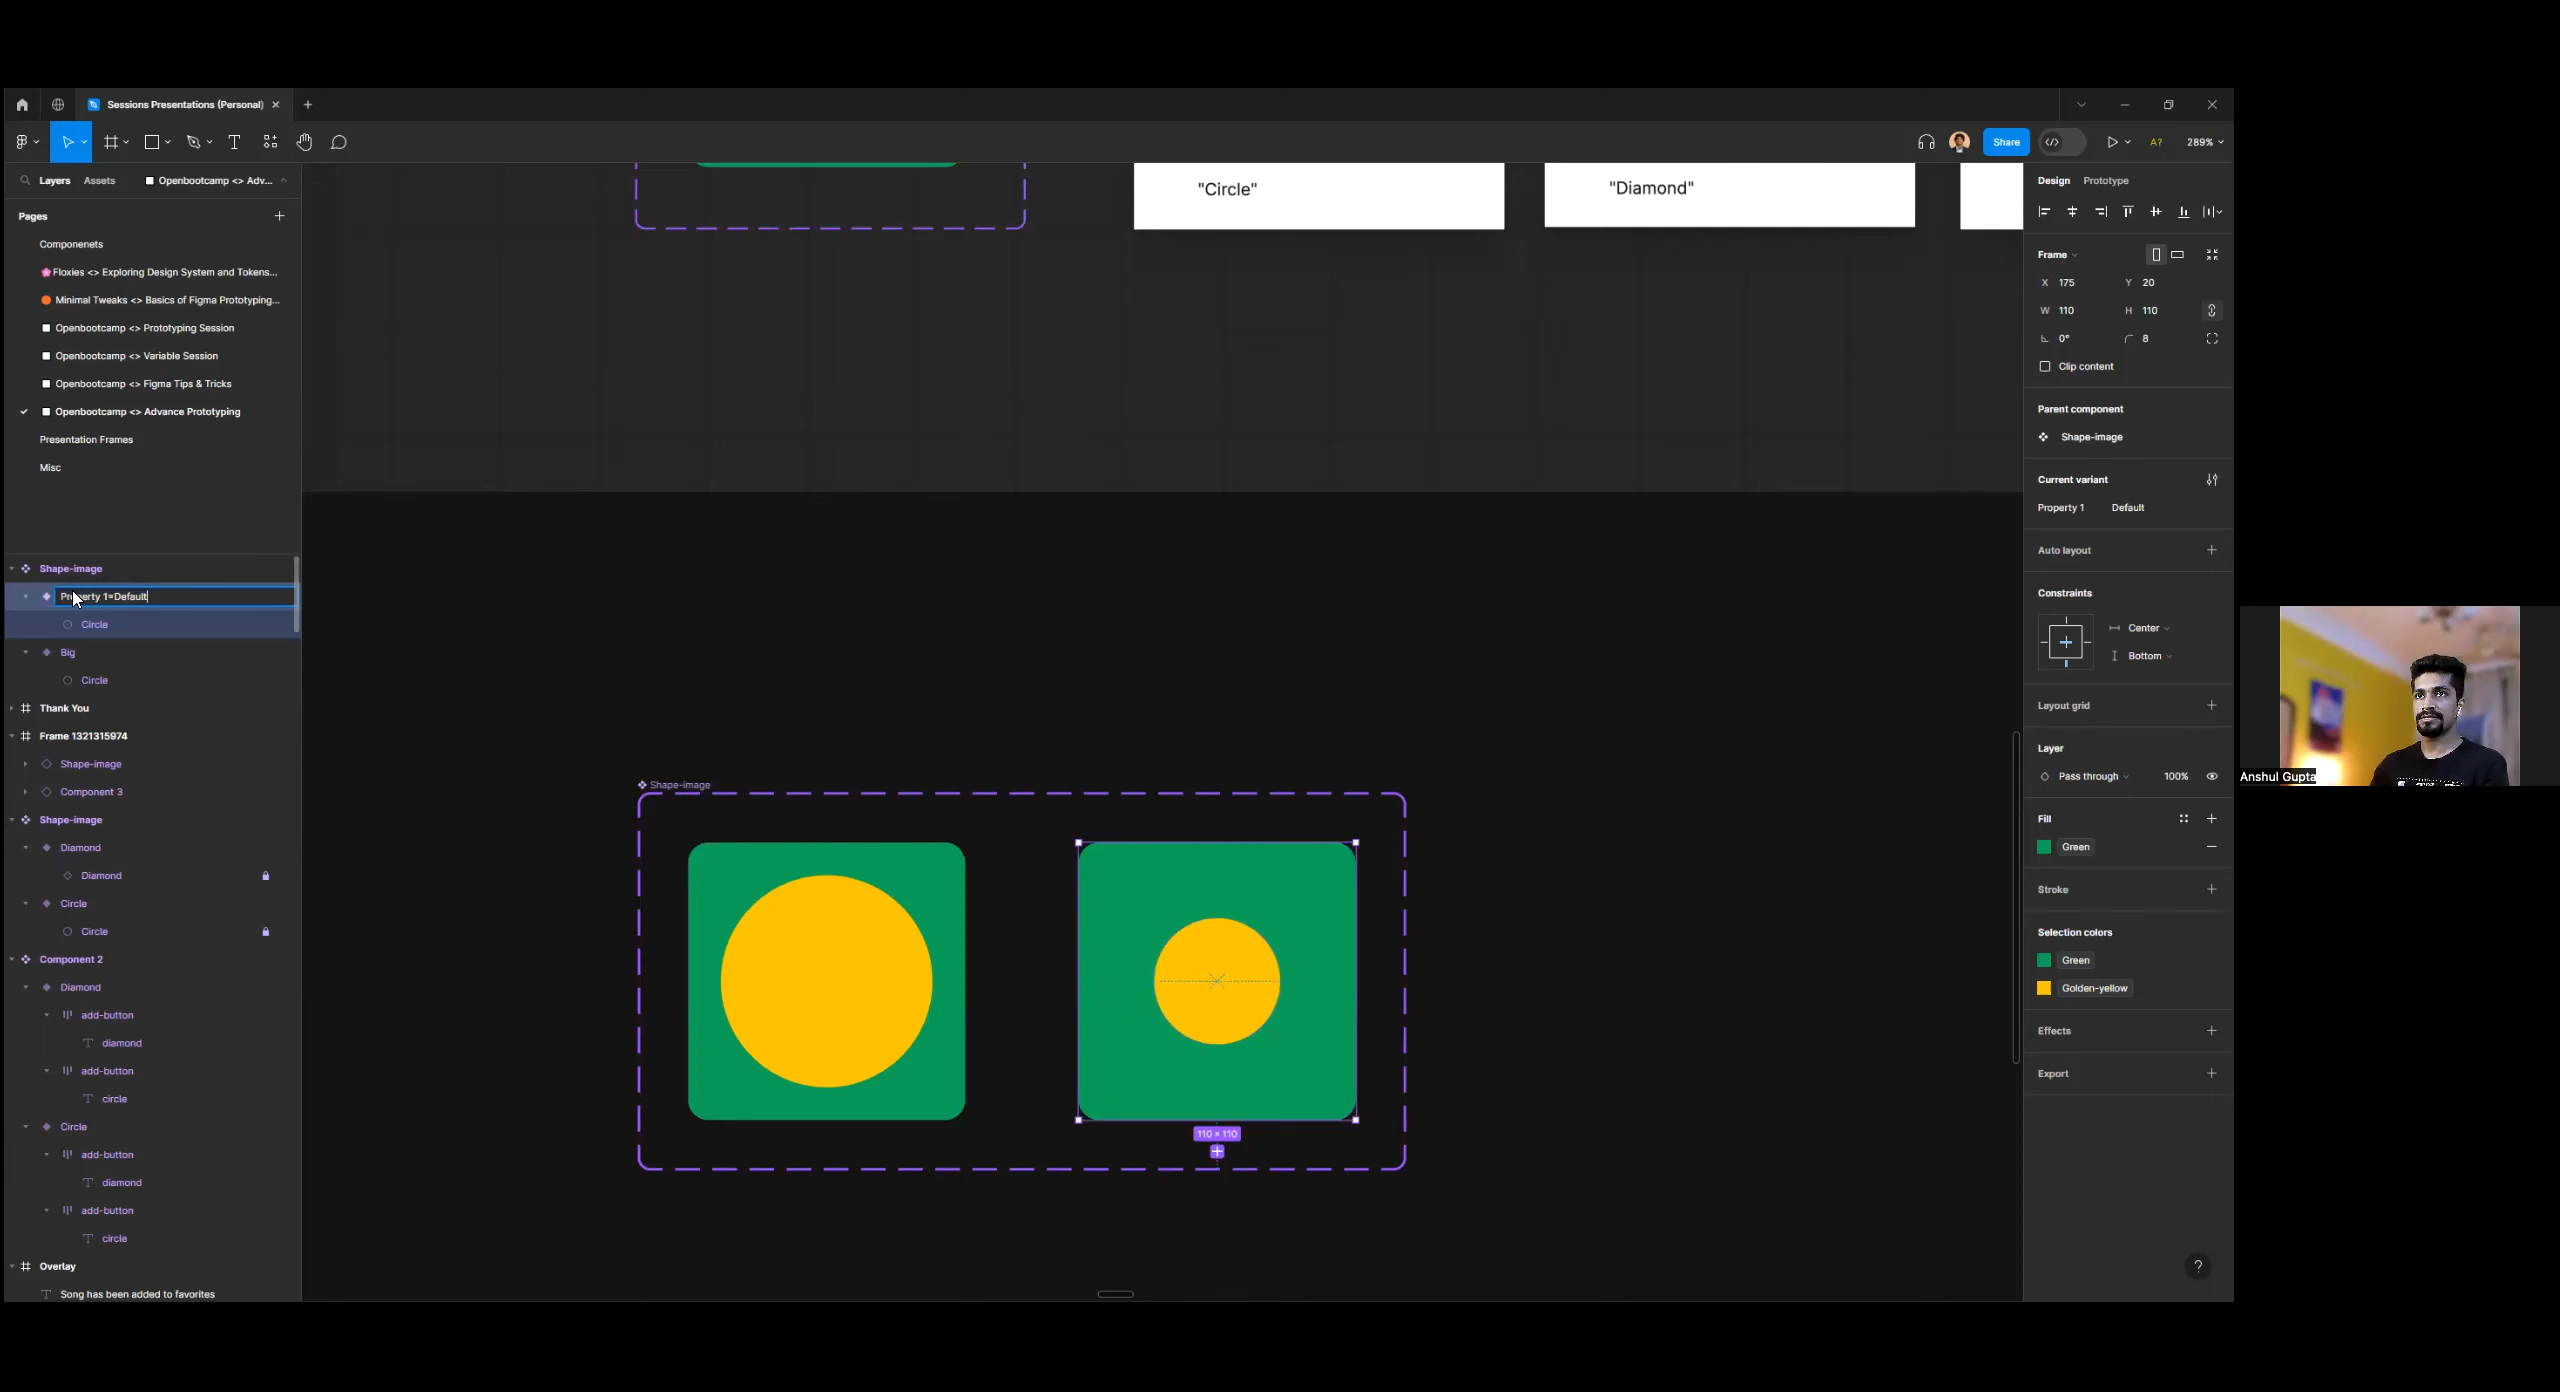 Sessions Presentations (Personal)
Share
A?
289%
Layers
Assets
Openbootcamp <> Adv...
Pages
Componenets
Floxies <> Exploring Design System and Tokens...
Minimal Tweaks <> Basics of Figma Prototyping...
Openbootcamp <> Prototyping Session
Openbootcamp <> Variable Session
Openbootcamp <> Figma Tips & Tricks
Openbootcamp <> Advance Prototyping
Presentation Frames
Misc
Shape-image
Property 1=Default
Circle
Big
Circle
Thank You
Frame 1321315974
Shape-image
Component 3
Shape-image
Diamond
Diamond
Circle
Circle
Component 2
Diamond
add-button
diamond
add-button
circle
Circle
add-button
diamond
add-button
circle
Overlay
Song has been added to favorites
"Circle"
"Diamond"
Shape-image
110 × 110
Design
Prototype
Frame
X 175
Y 20
W 110
H 110
0°
8
Clip content
Parent component
Shape-image
Current variant
Property 1
Default
Auto layout
Constraints
Center
Bottom
Layout grid
Layer
Pass through
100%
Fill
Green
Stroke
Selection colors
Green
Golden-yellow
Effects
Export
?
Anshul Gupta